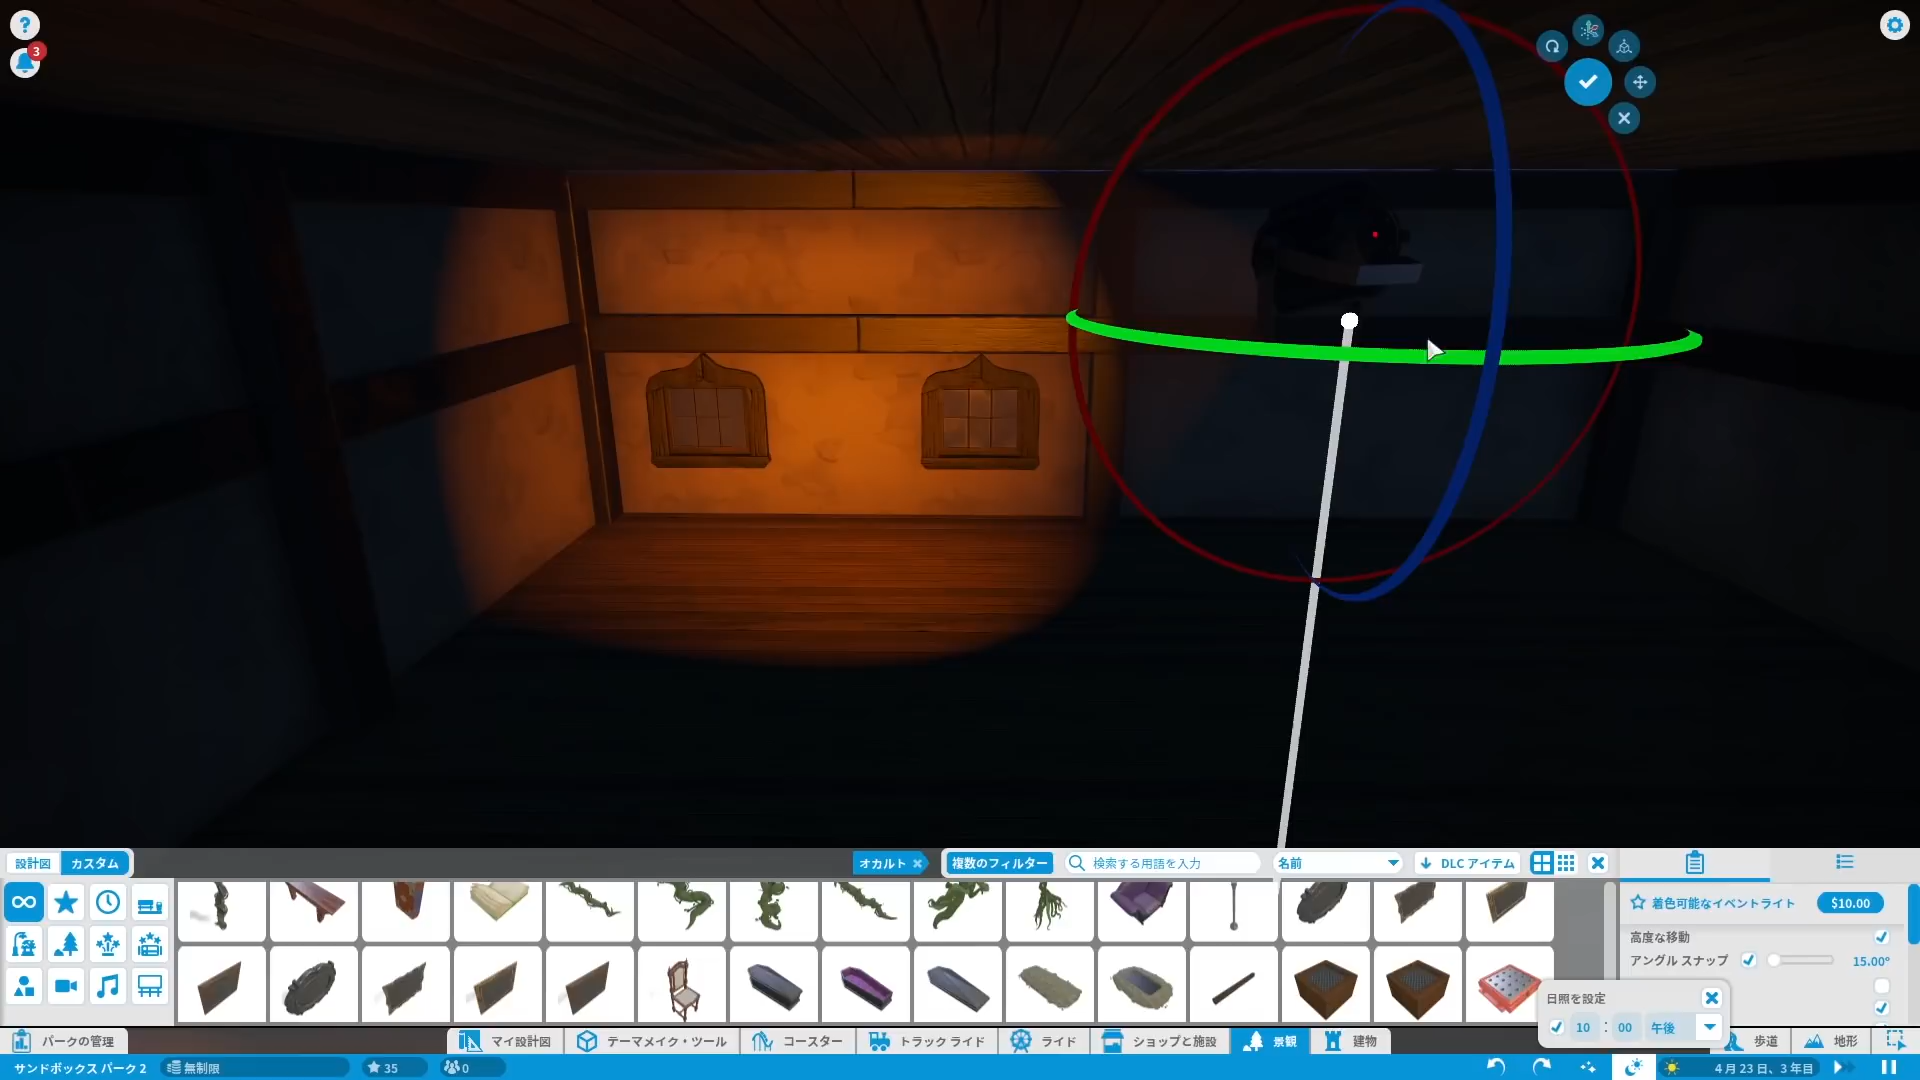 ?
3
設計図 カスタム
オカルト 複数のフィルター 検索する用語を入力 名前 DLC アイテム
着色可能なイベントライト $10.00
高度な移動
アングル スナップ 15.00°
日照を設定
10 : 00 午後
パークの管理 マイ設計図 テーマメイク・ツール コースター トラック ライド ライド ショップと施設 景観 建物 歩道 地形
サンドボックス パーク 2 無制限 35 0 4 月 23 日、3 年目